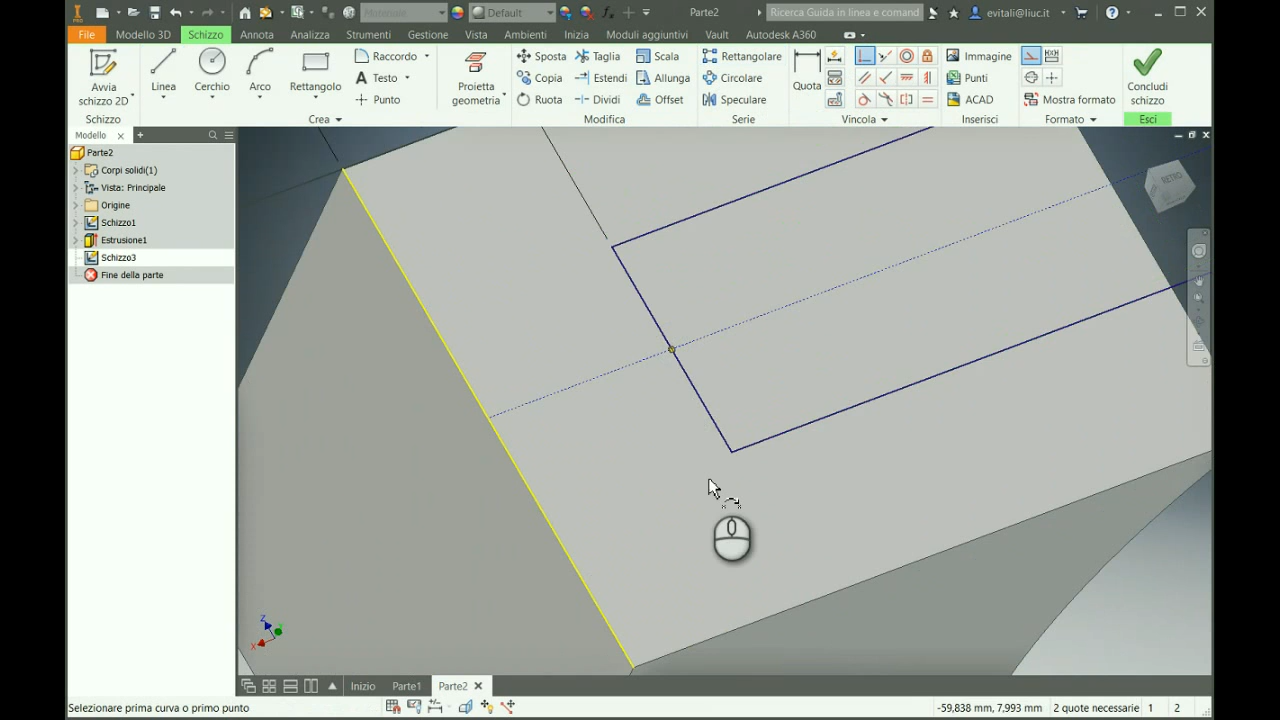 PRO
Materiale
Default
Parte2
Ricerca Guida in linea e comand
evitali@liuc.it
File
Modello 3D
Schizzo
Annota
Analizza
Strumenti
Gestione
Vista
Ambienti
Inizia
Moduli aggiuntivi
Vault
Autodesk A360
Avvia
schizzo 2D
Linea
Cerchio
Arco
Rettangolo
Raccordo
Testo
Punto
Proietta
geometria
Sposta
Copia
Ruota
Taglia
Estendi
Dividi
Scala
Allunga
Offset
Rettangolare
Circolare
Speculare
Quota
Immagine
Punti
ACAD
Mostra formato
Concludi
schizzo
Schizzo
Crea
Modifica
Serie
Vincola
Inserisci
Formato
Esci
Modello
Parte2
Corpi solidi(1)
Vista: Principale
Origine
Schizzo1
Estrusione1
Schizzo3
Fine della parte
RETRO
Z
X
Inizio
Parte1
Parte2
Selezionare prima curva o primo punto
-59,838 mm, 7,993 mm
2 quote necessarie
1
2